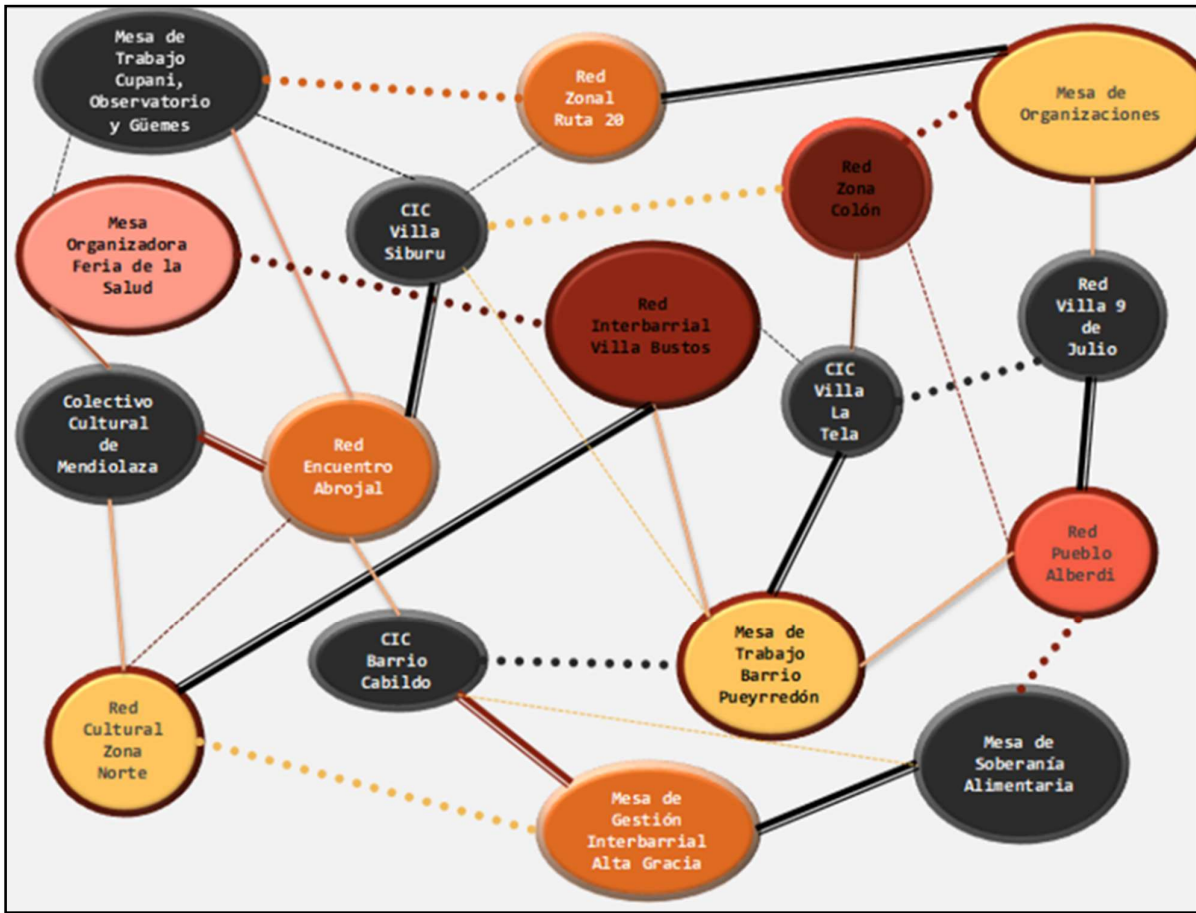 Mesa de
Trabajo
Cupani,
Observatorio
y Güemes
Red
Zonal
Ruta 20
Mesa de
Organizaciones
Red
Zona
Colón
CIC
Villa
Siburu
Mesa
Organizadora
Feria de la
Salud
Red
Interbarrial
Villa Bustos
Red
Villa 9
de
Julio
CIC
Villa
La
Tela
Colectivo
Cultural
de
Mendiolaza
Red
Encuentro
Abrojal
Red
Pueblo
Alberdi
CIC
Barrio
Cabildo
Mesa de
Trabajo
Barrio
Pueyrredón
Red
Cultural
Zona
Norte
Mesa de
Soberanía
Alimentaria
Mesa de
Gestión
Interbarrial
Alta Gracia